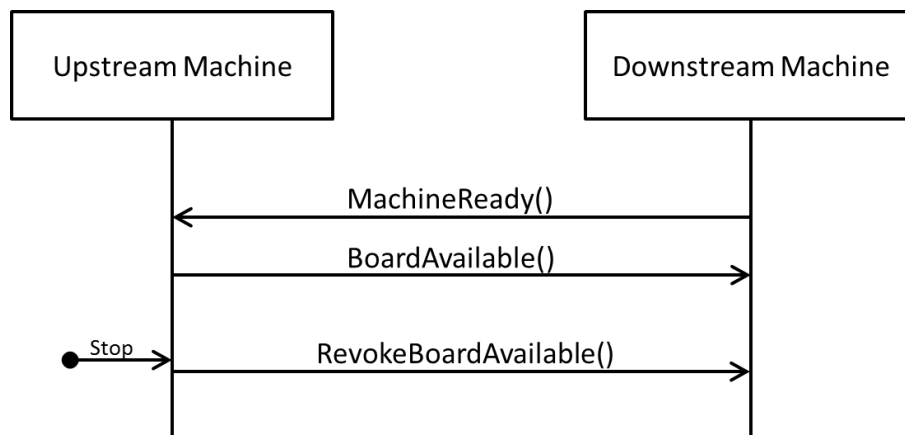 Upstream Machine
Downstream Machine
MachineReady()
BoardAvailable()
Stop
RevokeBoardAvailable()